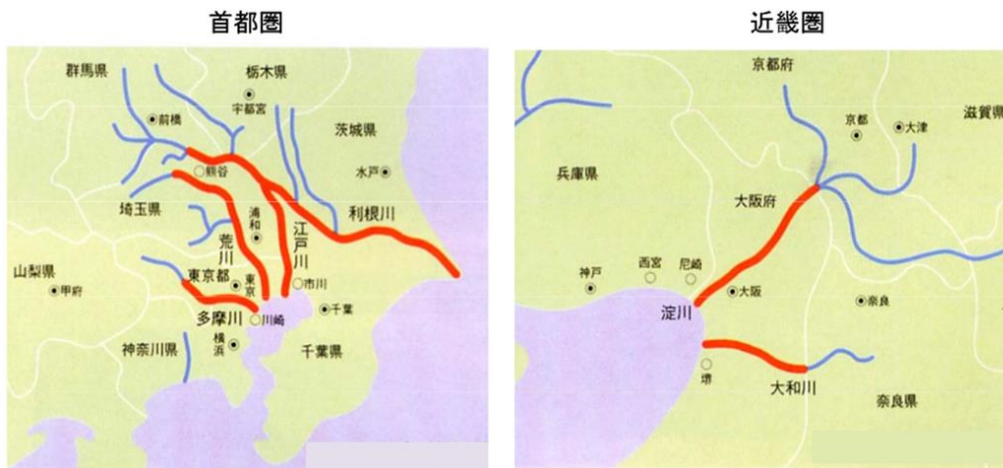 首都圏
群馬県
栃木県
宇都宮
前橋
茨城県
熊谷
水戸
埼玉県
浦和
利根川
江戸川
荒川
山梨県
東京都
東京
市川
甲府
千葉
多摩川
川崎
神奈川県
横浜
千葉県
近畿圏
京都府
滋賀県
京都
大津
兵庫県
大阪府
西宮
尼崎
神戸
大阪
奈良
淀川
堺
大和川
奈良県